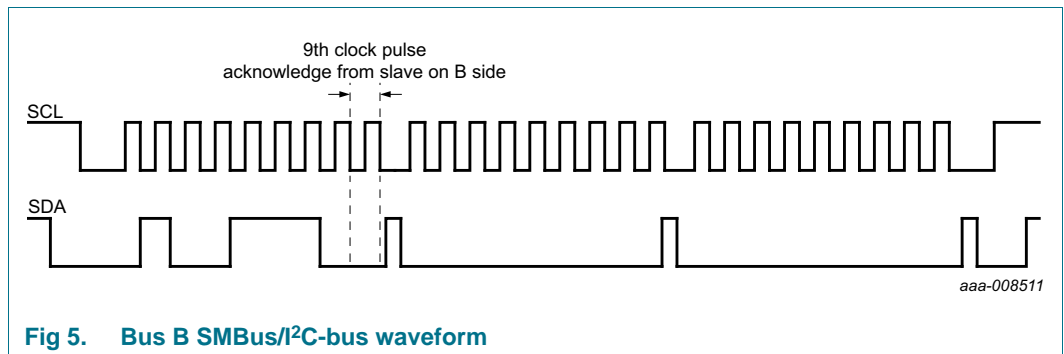 9th clock pulse
acknowledge from slave on B side
SCL
SDA
aaa-008511
Fig 5. Bus B SMBus/I²C-bus waveform